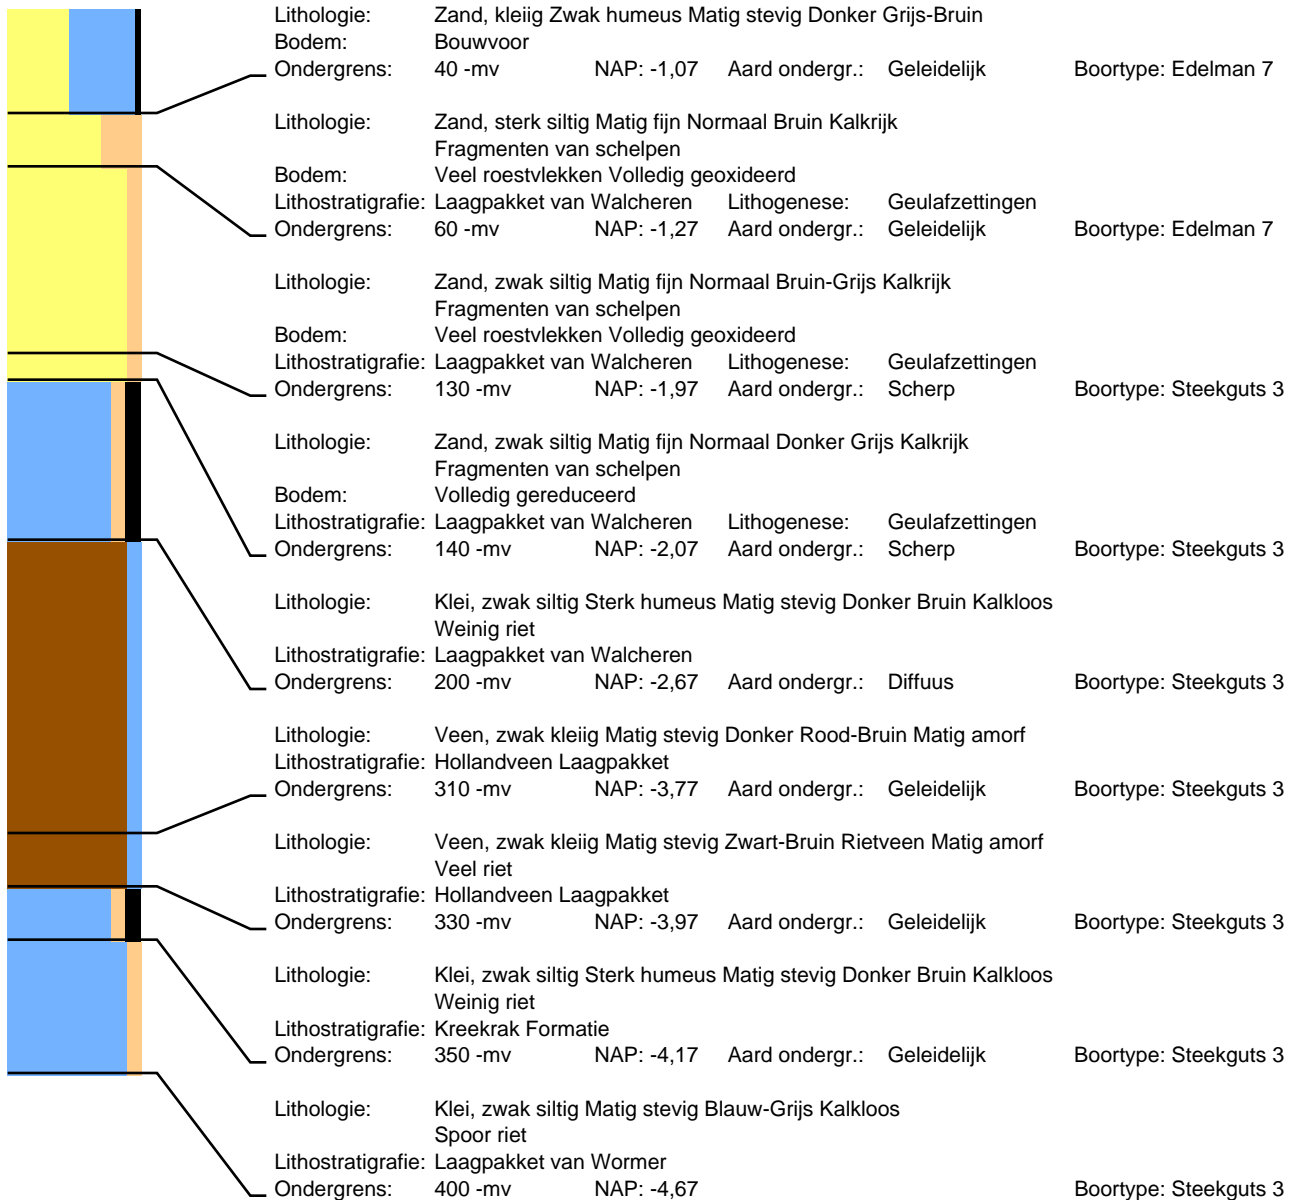 Lithologie: Zand, kleiig Zwak humeus Matig stevig Donker Grijs-Bruin
Bodem: Bouwvoor
Ondergrens: 40 -mv NAP: -1,07 Aard ondergr.: Geleidelijk Boortype: Edelman 7
Lithologie: Zand, sterk siltig Matig fijn Normaal Bruin Kalkrijk
Fragmenten van schelpen
Bodem: Veel roestvlekken Volledig geoxideerd
Lithostratigrafie: Laagpakket van Walcheren Lithogenese: Geulafzettingen
Ondergrens: 60 -mv NAP: -1,27 Aard ondergr.: Geleidelijk Boortype: Edelman 7
Lithologie: Zand, zwak siltig Matig fijn Normaal Bruin-Grijs Kalkrijk
Fragmenten van schelpen
Bodem: Veel roestvlekken Volledig geoxideerd
Lithostratigrafie: Laagpakket van Walcheren Lithogenese: Geulafzettingen
Ondergrens: 130 -mv NAP: -1,97 Aard ondergr.: Scherp Boortype: Steekguts 3
Lithologie: Zand, zwak siltig Matig fijn Normaal Donker Grijs Kalkrijk
Fragmenten van schelpen
Bodem: Volledig gereduceerd
Lithostratigrafie: Laagpakket van Walcheren Lithogenese: Geulafzettingen
Ondergrens: 140 -mv NAP: -2,07 Aard ondergr.: Scherp Boortype: Steekguts 3
Lithologie: Klei, zwak siltig Sterk humeus Matig stevig Donker Bruin Kalkloos
Weinig riet
Lithostratigrafie: Laagpakket van Walcheren
Ondergrens: 200 -mv NAP: -2,67 Aard ondergr.: Diffuus Boortype: Steekguts 3
Lithologie: Veen, zwak kleiig Matig stevig Donker Rood-Bruin Matig amorf
Lithostratigrafie: Hollandveen Laagpakket
Ondergrens: 310 -mv NAP: -3,77 Aard ondergr.: Geleidelijk Boortype: Steekguts 3
Lithologie: Veen, zwak kleiig Matig stevig Zwart-Bruin Rietveen Matig amorf
Veel riet
Lithostratigrafie: Hollandveen Laagpakket
Ondergrens: 330 -mv NAP: -3,97 Aard ondergr.: Geleidelijk Boortype: Steekguts 3
Lithologie: Klei, zwak siltig Sterk humeus Matig stevig Donker Bruin Kalkloos
Weinig riet
Lithostratigrafie: Kreekrak Formatie
Ondergrens: 350 -mv NAP: -4,17 Aard ondergr.: Geleidelijk Boortype: Steekguts 3
Lithologie: Klei, zwak siltig Matig stevig Blauw-Grijs Kalkloos
Spoor riet
Lithostratigrafie: Laagpakket van Wormer
Ondergrens: 400 -mv NAP: -4,67 Boortype: Steekguts 3